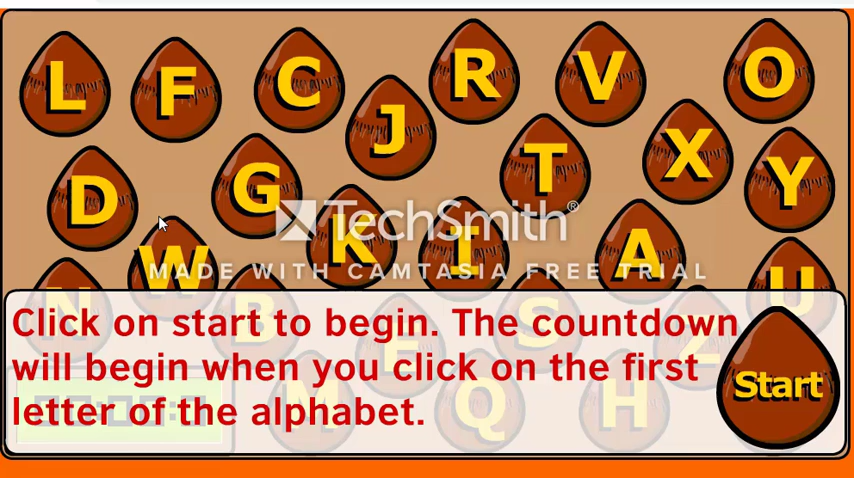 L F C J R V O
D G T X Y
W K I A
TechSmith®
MADE WITH CAMTASIA FREE TRIAL
N B E S Z U
M Q H
Click on start to begin. The countdown
will begin when you click on the first
letter of the alphabet.
Start